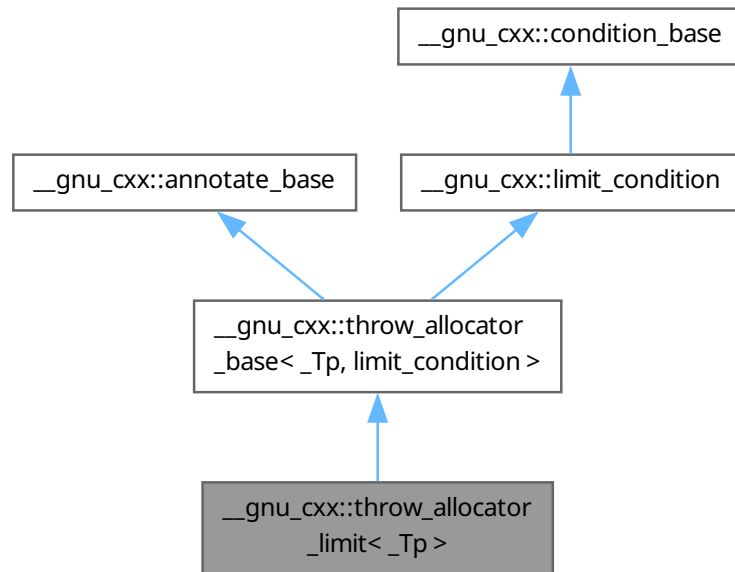 __gnu_cxx::condition_base
__gnu_cxx::annotate_base
__gnu_cxx::limit_condition
__gnu_cxx::throw_allocator
_base< _Tp, limit_condition >
__gnu_cxx::throw_allocator
_limit< _Tp >